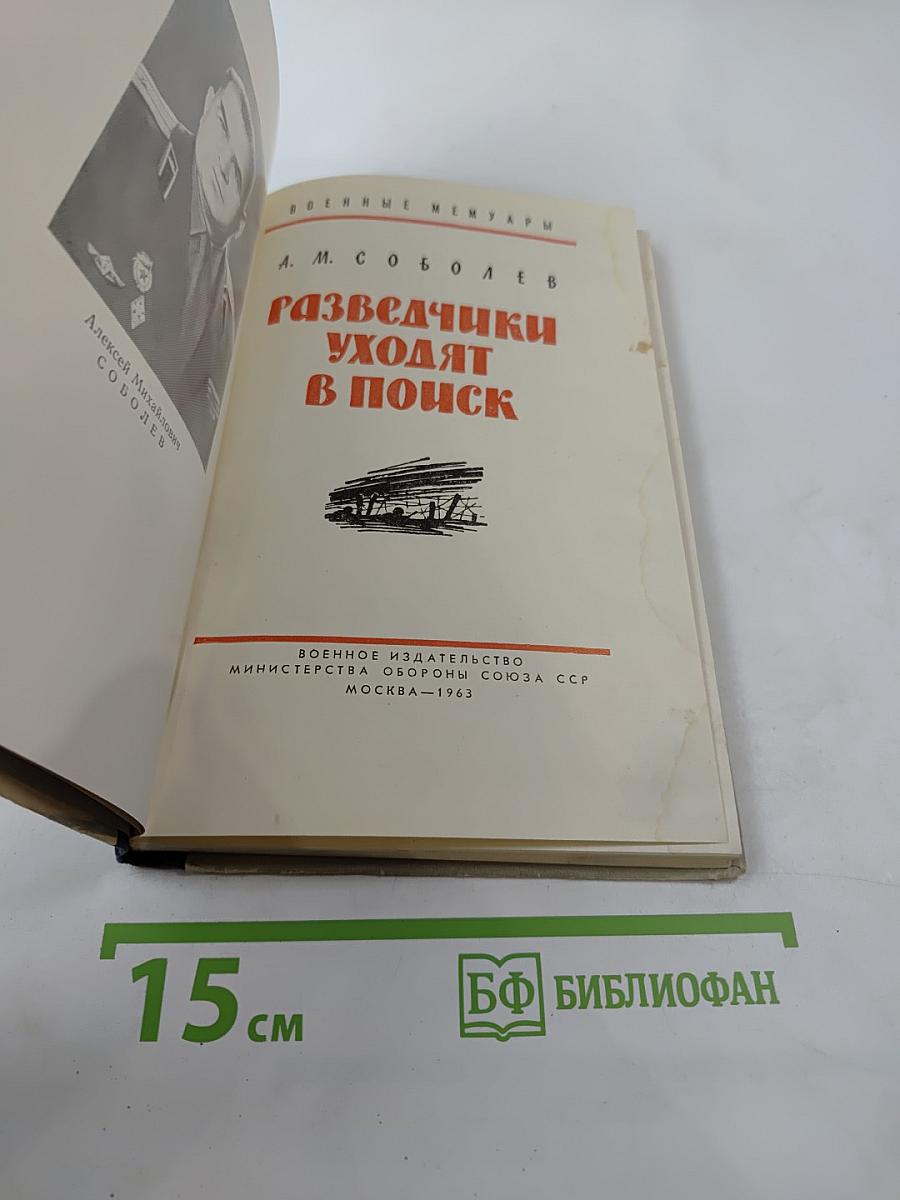 Алексей Михайлович
СОБОЛЕВ
ВОЕННЫЕ МЕМУАРЫ
А. М. СОБОЛЕВ
РАЗВЕДЧИКИ
УХОДЯТ
В ПОИСК
ВОЕННОЕ ИЗДАТЕЛЬСТВО
МИНИСТЕРСТВА ОБОРОНЫ СОЮЗА ССР
МОСКВА—1963
15 см
БФ БИБЛИОФАН